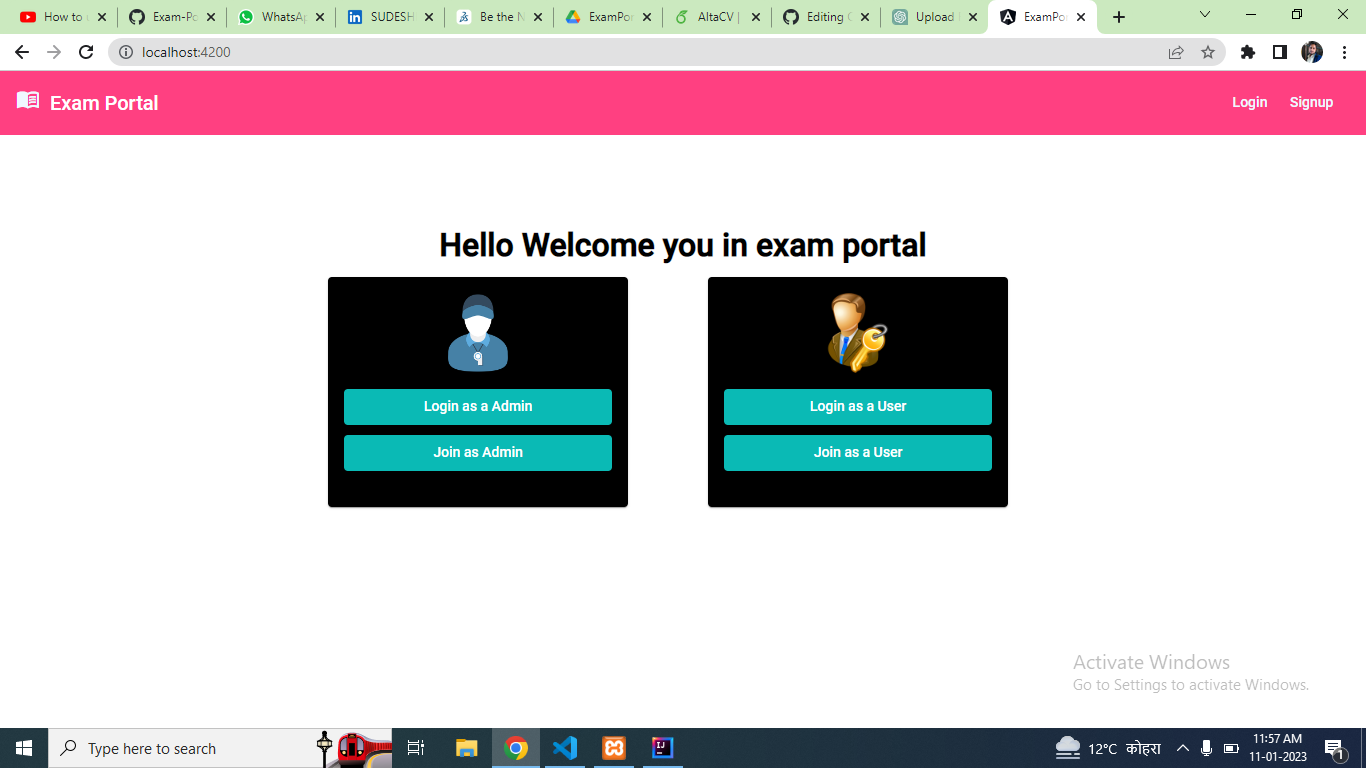 How to
Exam-Po
WhatsAp
SUDESH
Be the N
ExamPor
AltaCV |
Editing
Upload
ExamPo
localhost:4200
Exam Portal
Login
Signup
Hello Welcome you in exam portal
Login as a Admin
Login as a User
Join as Admin
Join as a User
Activate Windows
Go to Settings to activate Windows.
Type here to search
12°C कोहरा
11:57 AM
11-01-2023
1